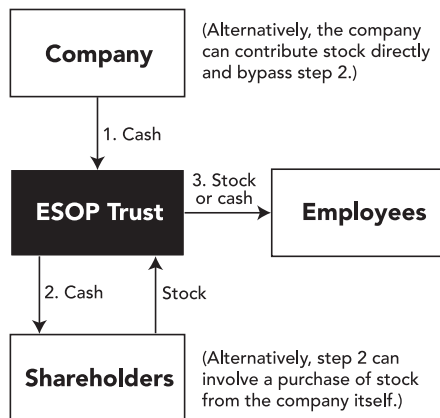 Company
(Alternatively, the company
can contribute stock directly
and bypass step 2.)
1. Cash
ESOP Trust
3. Stock
or cash
Employees
2. Cash
Stock
Shareholders
(Alternatively, step 2 can
involve a purchase of stock
from the company itself.)